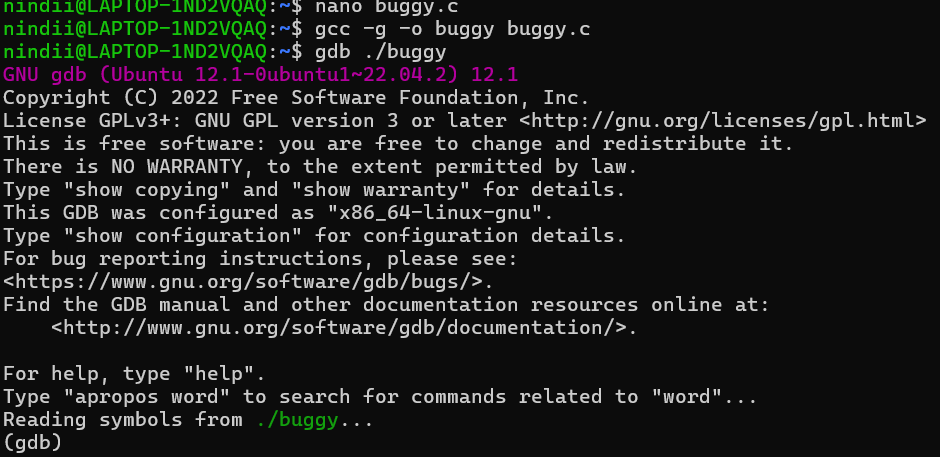 nindii@LAPTOP-1ND2VQAQ:~$ nano buggy.c
nindii@LAPTOP-1ND2VQAQ:~$ gcc -g -o buggy buggy.c
nindii@LAPTOP-1ND2VQAQ:~$ gdb ./buggy
GNU gdb (Ubuntu 12.1-0ubuntu1~22.04.2) 12.1
Copyright (C) 2022 Free Software Foundation, Inc.
License GPLv3+: GNU GPL version 3 or later <http://gnu.org/licenses/gpl.html>
This is free software: you are free to change and redistribute it.
There is NO WARRANTY, to the extent permitted by law.
Type "show copying" and "show warranty" for details.
This GDB was configured as "x86_64-linux-gnu".
Type "show configuration" for configuration details.
For bug reporting instructions, please see:
<https://www.gnu.org/software/gdb/bugs/>.
Find the GDB manual and other documentation resources online at:
    <http://www.gnu.org/software/gdb/documentation/>.

For help, type "help".
Type "apropos word" to search for commands related to "word"...
Reading symbols from ./buggy...
(gdb)